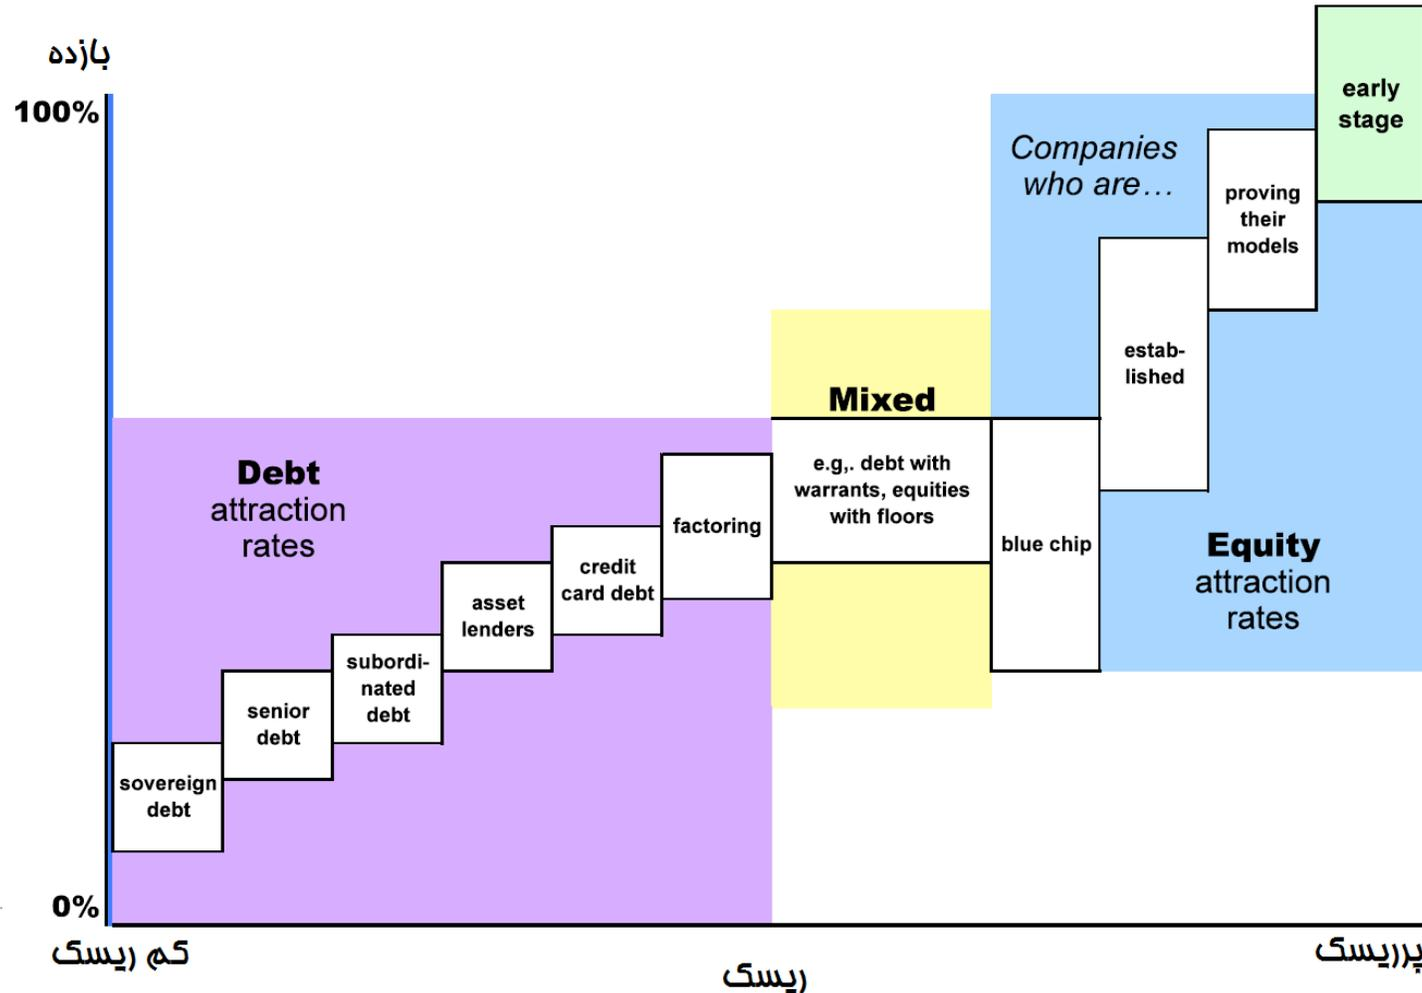 بازده
100%
early
stage
Companies
who are…
proving
their
models
estab-
lished
Mixed
e.g,. debt with
warrants, equities
with floors
Debt
attraction
rates
factoring
blue chip
Equity
attraction
rates
credit
card debt
asset
lenders
subordi-
nated
debt
senior
debt
sovereign
debt
0%
کم ریسک
ریسک
پرریسک